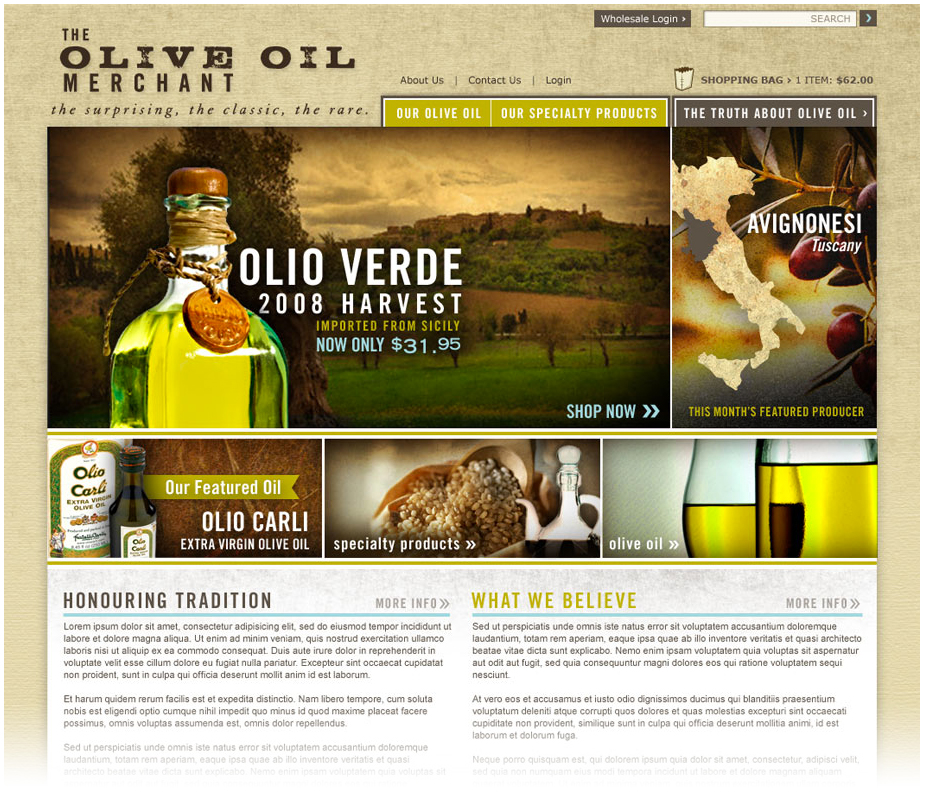 Wholesale Login ›
SEARCH
THE
OLIVE OIL
MERCHANT
the surprising, the classic, the rare.
About Us | Contact Us | Login
SHOPPING BAG › 1 ITEM: $62.00
OUR OLIVE OIL
OUR SPECIALTY PRODUCTS
THE TRUTH ABOUT OLIVE OIL ›
OLIO VERDE
2008 HARVEST
IMPORTED FROM SICILY
NOW ONLY $31.95
SHOP NOW »
AVIGNONESI
Tuscany
THIS MONTH'S FEATURED PRODUCER
Olio
Carli
EXTRA VIRGIN
OLIVE OIL
Olio
Carli
Our Featured Oil
OLIO CARLI
EXTRA VIRGIN OLIVE OIL
specialty products »
olive oil »
HONOURING TRADITION
MORE INFO »
Lorem ipsum dolor sit amet, consectetur adipisicing elit, sed do eiusmod tempor incididunt ut
labore et dolore magna aliqua. Ut enim ad minim veniam, quis nostrud exercitation ullamco
laboris nisi ut aliquip ex ea commodo consequat. Duis aute irure dolor in reprehenderit in
voluptate velit esse cillum dolore eu fugiat nulla pariatur. Excepteur sint occaecat cupidatat
non proident, sunt in culpa qui officia deserunt mollit anim id est laborum.
Et harum quidem rerum facilis est et expedita distinctio. Nam libero tempore, cum soluta
nobis est eligendi optio cumque nihil impedit quo minus id quod maxime placeat facere
possimus, omnis voluptas assumenda est, omnis dolor repellendus.
Sed ut perspiciatis unde omnis iste natus error sit voluptatem accusantium doloremque
laudantium, totam rem aperiam, eaque ipsa quae ab illo inventore veritatis et quasi
architecto beatae vitae dicta sunt explicabo. Nemo enim ipsam voluptatem quia voluptas sit
WHAT WE BELIEVE
MORE INFO »
Sed ut perspiciatis unde omnis iste natus error sit voluptatem accusantium doloremque
laudantium, totam rem aperiam, eaque ipsa quae ab illo inventore veritatis et quasi architecto
beatae vitae dicta sunt explicabo. Nemo enim ipsam voluptatem quia voluptas sit aspernatur
aut odit aut fugit, sed quia consequuntur magni dolores eos qui ratione voluptatem sequi
nesciunt.
At vero eos et accusamus et iusto odio dignissimos ducimus qui blanditiis praesentium
voluptatum deleniti atque corrupti quos dolores et quas molestias excepturi sint occaecati
cupiditate non provident, similique sunt in culpa qui officia deserunt mollitia animi, id est
laborum et dolorum fuga.
Neque porro quisquam est, qui dolorem ipsum quia dolor sit amet, consectetur, adipisci velit,
sed quia non numquam eius modi tempora incidunt ut labore et dolore magnam aliquam